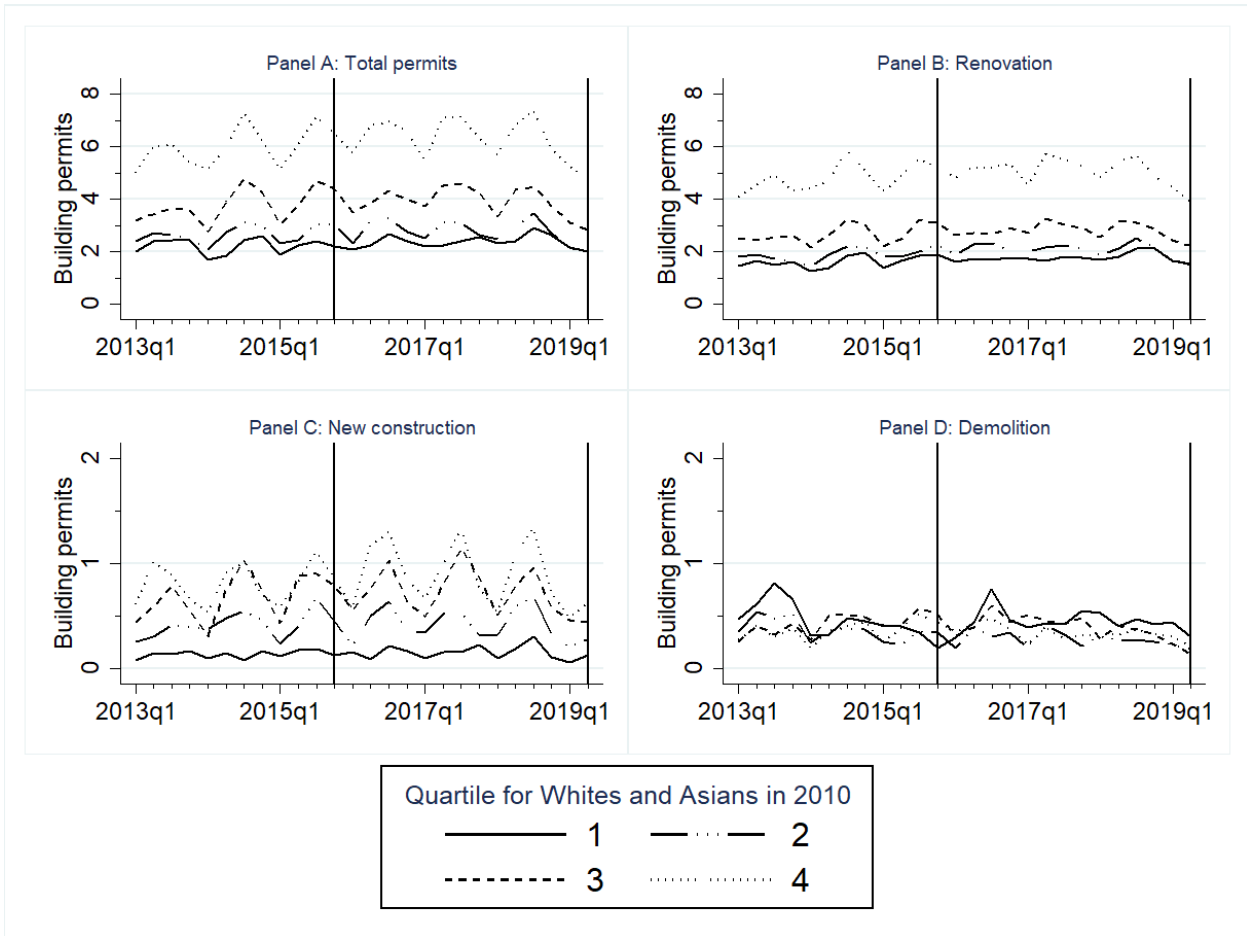 Panel A: Total permits
Building permits
8
6
4
2
0
2013q1 2015q1 2017q1 2019q1
Panel B: Renovation
Building permits
8
6
4
2
0
2013q1 2015q1 2017q1 2019q1
Panel C: New construction
Building permits
2
1
0
2013q1 2015q1 2017q1 2019q1
Panel D: Demolition
Building permits
2
1
0
2013q1 2015q1 2017q1 2019q1
Quartile for Whites and Asians in 2010
1 2
3 4